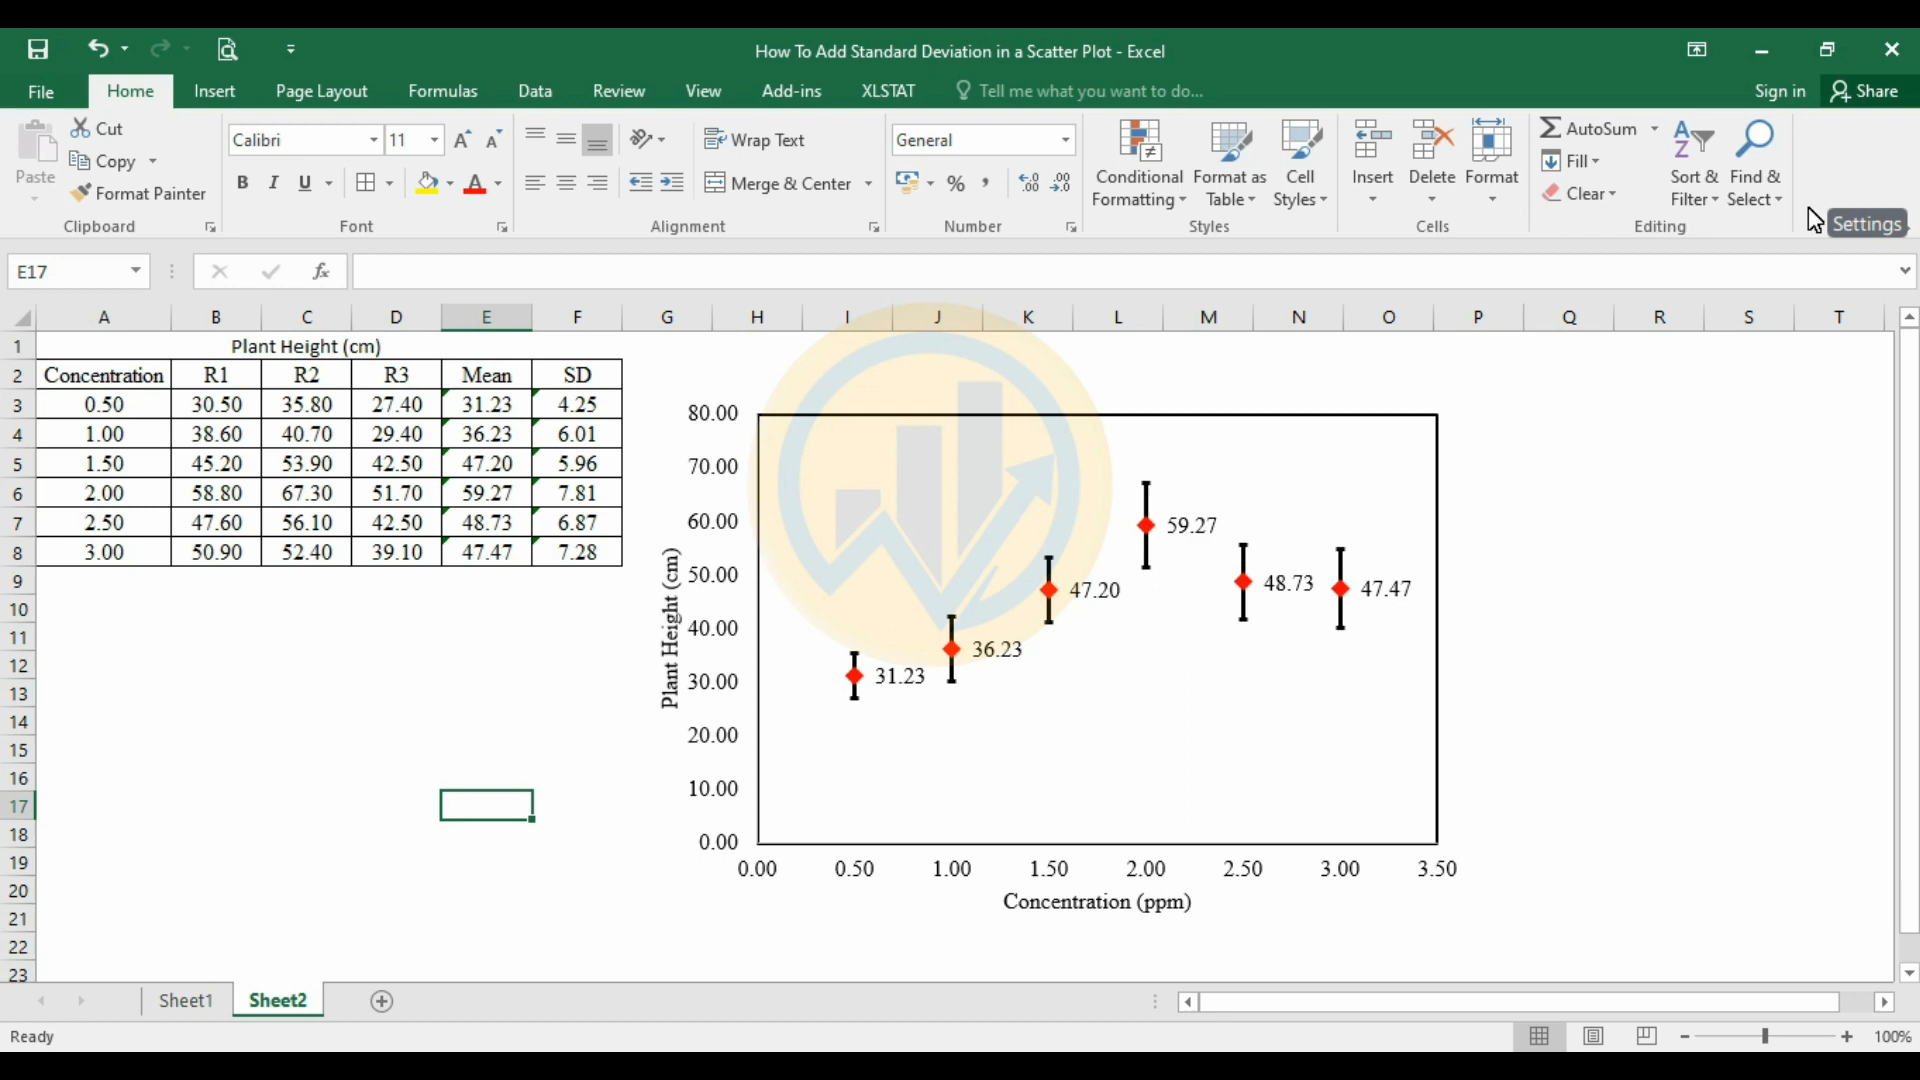 How To Add Standard Deviation in a Scatter Plot - Excel
File Home Insert Page Layout Formulas Data Review View Add-ins XLSTAT Tell me what you want to do... Sign in Share
Paste
Cut
Copy
Format Painter
Clipboard
Calibri 11
B I U A
Font
Wrap Text
Merge & Center
Alignment
General
% ,
Number
Conditional Formatting
Format as Table
Cell Styles
Styles
Insert Delete Format
Cells
AutoSum
Fill
Clear
Sort & Filter
Find & Select
Editing
Settings
E17 fx
A B C D E F G H I J K L M N O P Q R S T
1 Plant Height (cm)
2 Concentration R1 R2 R3 Mean SD
3 0.50 30.50 35.80 27.40 31.23 4.25
4 1.00 38.60 40.70 29.40 36.23 6.01
5 1.50 45.20 53.90 42.50 47.20 5.96
6 2.00 58.80 67.30 51.70 59.27 7.81
7 2.50 47.60 56.10 42.50 48.73 6.87
8 3.00 50.90 52.40 39.10 47.47 7.28
9
10
11
12
13
14
15
16
17
18
19
20
21
22
23
Plant Height (cm)
80.00
70.00
60.00
50.00
40.00
30.00
20.00
10.00
0.00
31.23
36.23
47.20
59.27
48.73
47.47
0.00 0.50 1.00 1.50 2.00 2.50 3.00 3.50
Concentration (ppm)
Sheet1 Sheet2
Ready 100%